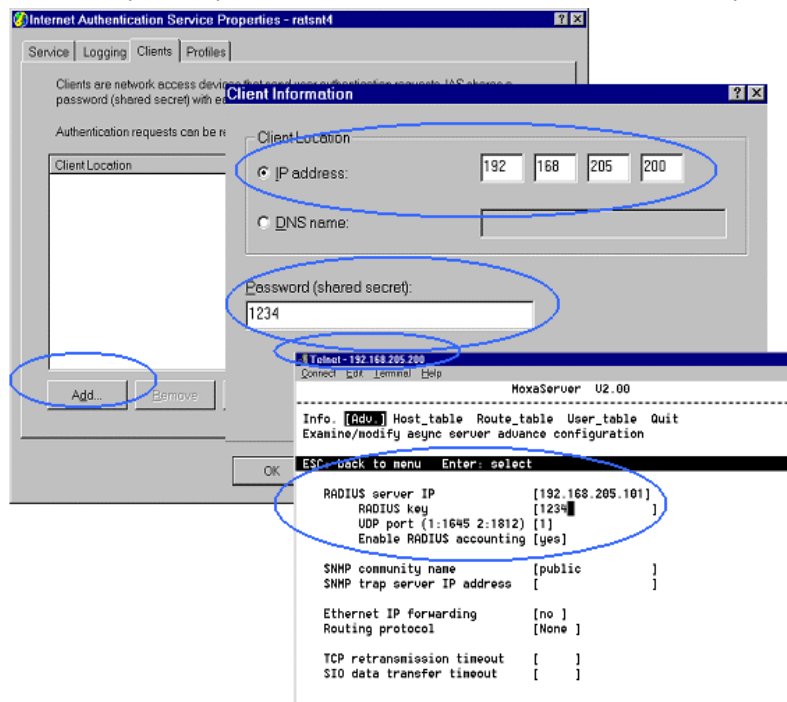 Internet Authentication Service Properties - ratsnt4
Service Logging Clients Profiles
Clients are network access devices that send user authentication requests. IAS shares a
password (shared secret) with
Authentication requests can be
Client Location
Add... Remove
OK
Client Information
Client Location
IP address: 192 168 205 200
DNS name:
Password (shared secret):
1234
Telnet - 192.168.205.200
Connect Edit Terminal Help
MoxaServer V2.00
Info. [Adv.] Host_table Route_table User_table Quit
Examine/modify async server advance configuration
ESC: back to menu Enter: select
RADIUS server IP [192.168.205.101]
RADIUS key [1234 ]
UDP port (1:1645 2:1812) [1]
Enable RADIUS accounting [yes]
SNMP community name [public ]
SNMP trap server IP address [ ]
Ethernet IP forwarding [no ]
Routing protocol [None ]
TCP retransmission timeout [ ]
SIO data transfer timeout [ ]